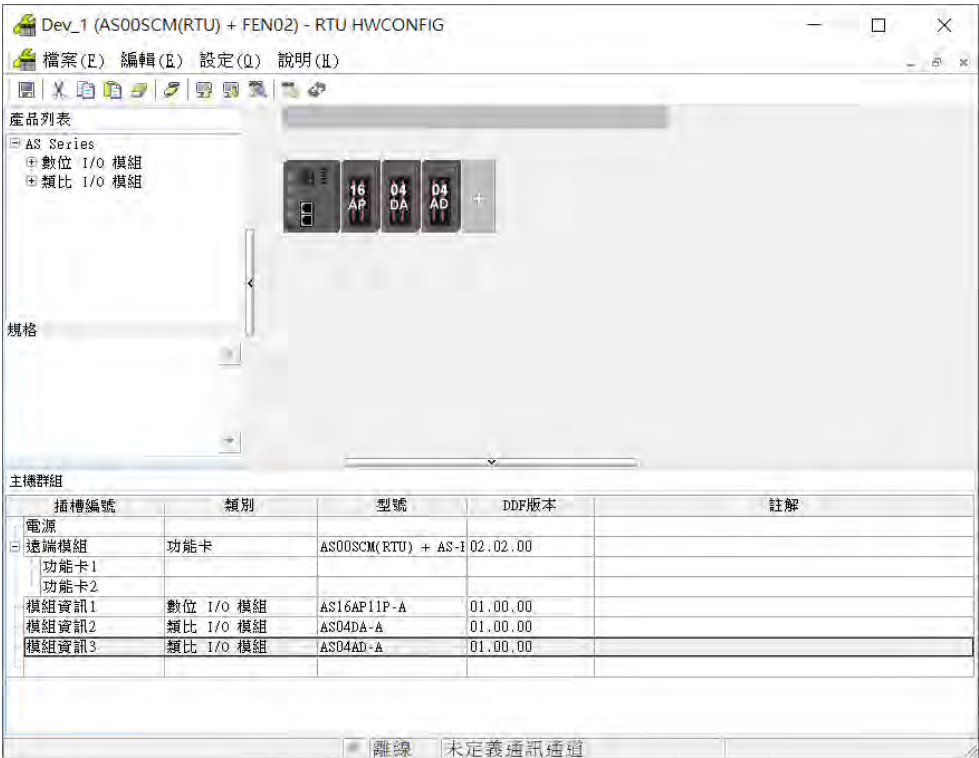 Dev_1 (AS00SCM(RTU) + FEN02) - RTU HWCONFIG
檔案(F) 編輯(E) 設定(O) 說明(H)
產品列表
AS Series
數位 I/O 模組
類比 I/O 模組
16 AP 04 DA 04 AD
規格
主機群組
插槽編號 類別 型號 DDF版本 註解
電源
遠端模組 功能卡 AS00SCM(RTU) + AS-F 02.02.00
功能卡1
功能卡2
模組資訊1 數位 I/O 模組 AS16AP11P-A 01.00.00
模組資訊2 類比 I/O 模組 AS04DA-A 01.00.00
模組資訊3 類比 I/O 模組 AS04AD-A 01.00.00
離線 未定義通訊通道